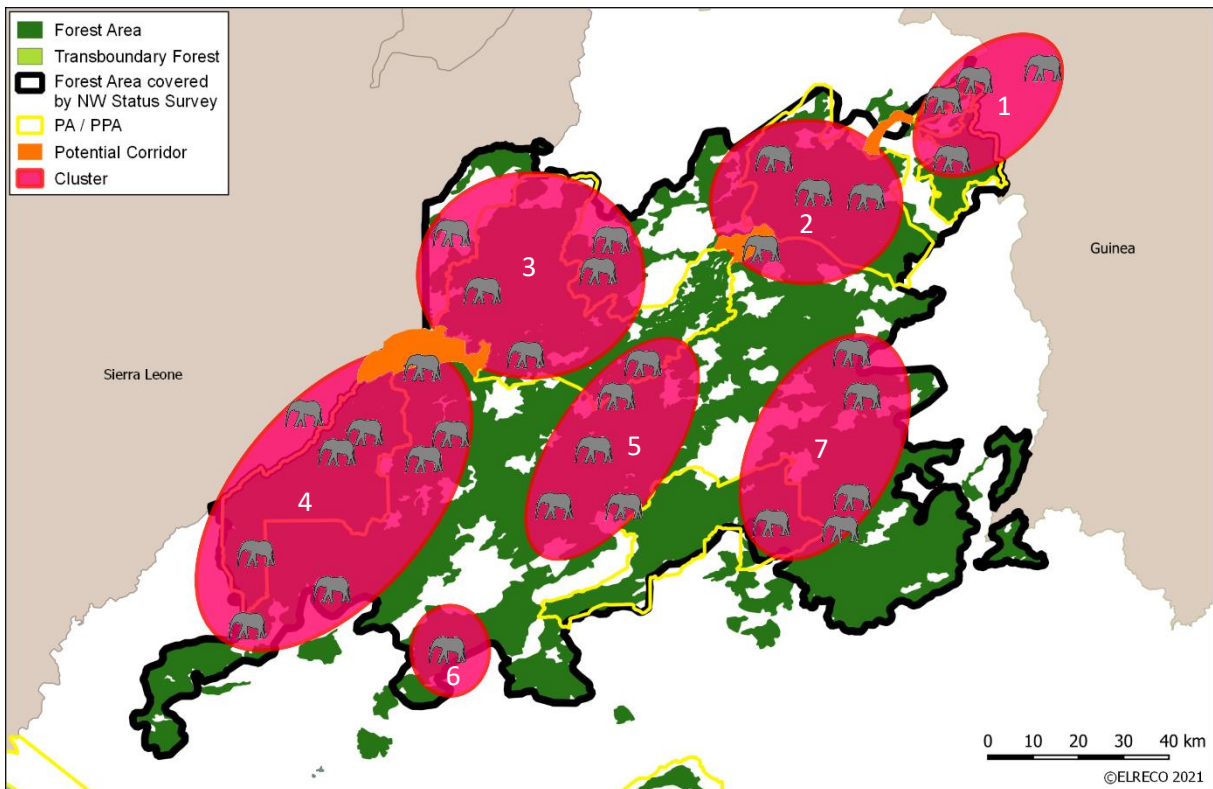 Forest Area
Transboundary Forest
Forest Area covered
by NW Status Survey
PA / PPA
Potential Corridor
Cluster
1
2
Guinea
3
Sierra Leone
5
7
4
6
0 10 20 30 40 km
©ELRECO 2021